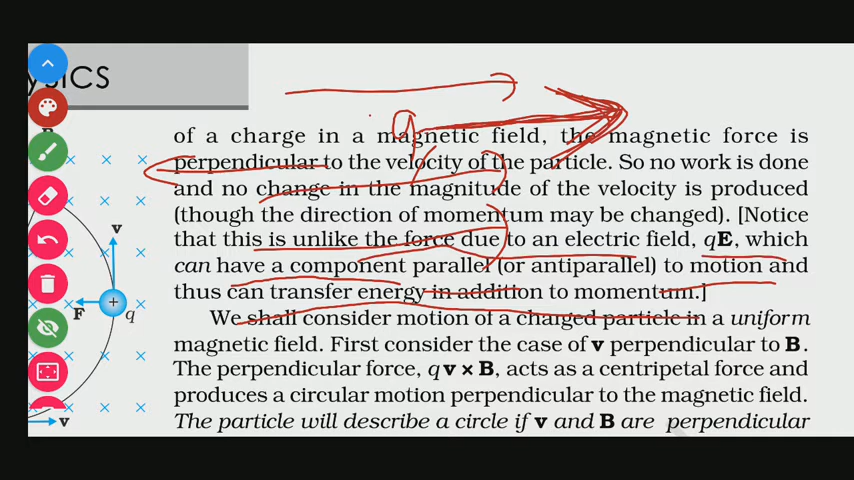 YSICS
of a charge in a magnetic field, the magnetic force is
perpendicular to the velocity of the particle. So no work is done
and no change in the magnitude of the velocity is produced
(though the direction of momentum may be changed). [Notice
that this is unlike the force due to an electric field, qE, which
can have a component parallel (or antiparallel) to motion and
thus can transfer energy in addition to momentum.]
We shall consider motion of a charged particle in a uniform
magnetic field. First consider the case of v perpendicular to B.
The perpendicular force, q v × B, acts as a centripetal force and
produces a circular motion perpendicular to the magnetic field.
The particle will describe a circle if v and B are perpendicular
v
+
F
q
v
q